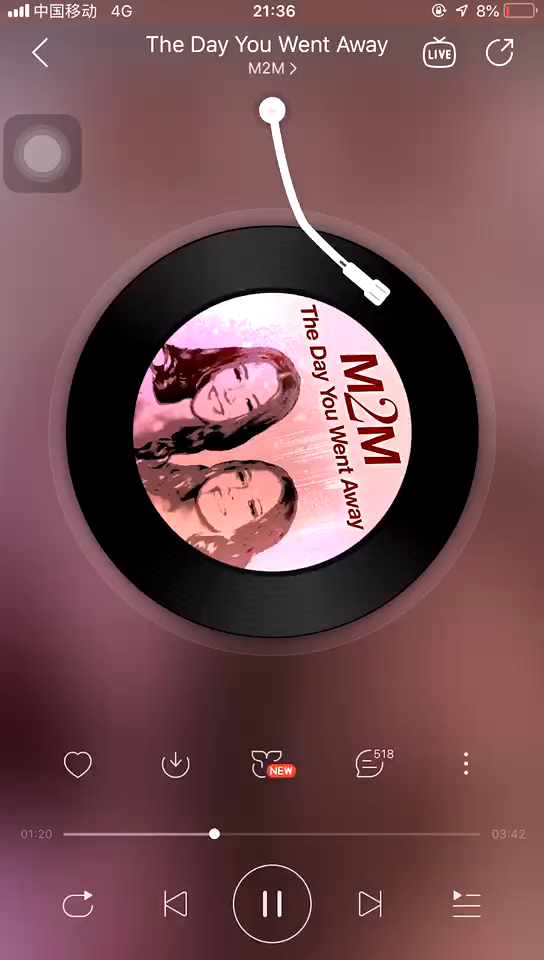 中国移动 4G 21:36 8%
The Day You Went Away
LIVE
M2M
M2M
The Day You Went Away
518
NEW
01:20 03:42